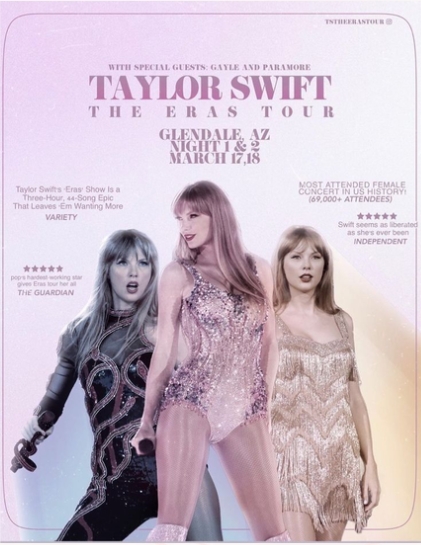 TSTHEERASTOUR
WITH SPECIAL GUESTS: GAYLE AND PARAMORE
TAYLOR SWIFT
THE ERAS TOUR
GLENDALE, AZ
NIGHT 1 & 2
MARCH 17,18
Taylor Swift's 'Eras' Show Is a
Three-Hour, 44-Song Epic
That Leaves 'Em Wanting More
VARIETY
★★★★★
pop's hardest working star
gives Eras tour her all
THE GUARDIAN
MOST ATTENDED FEMALE
CONCERT IN US HISTORY!
(69,000+ ATTENDEES)
★★★★★
Swift seems as liberated
as she's ever been
INDEPENDENT